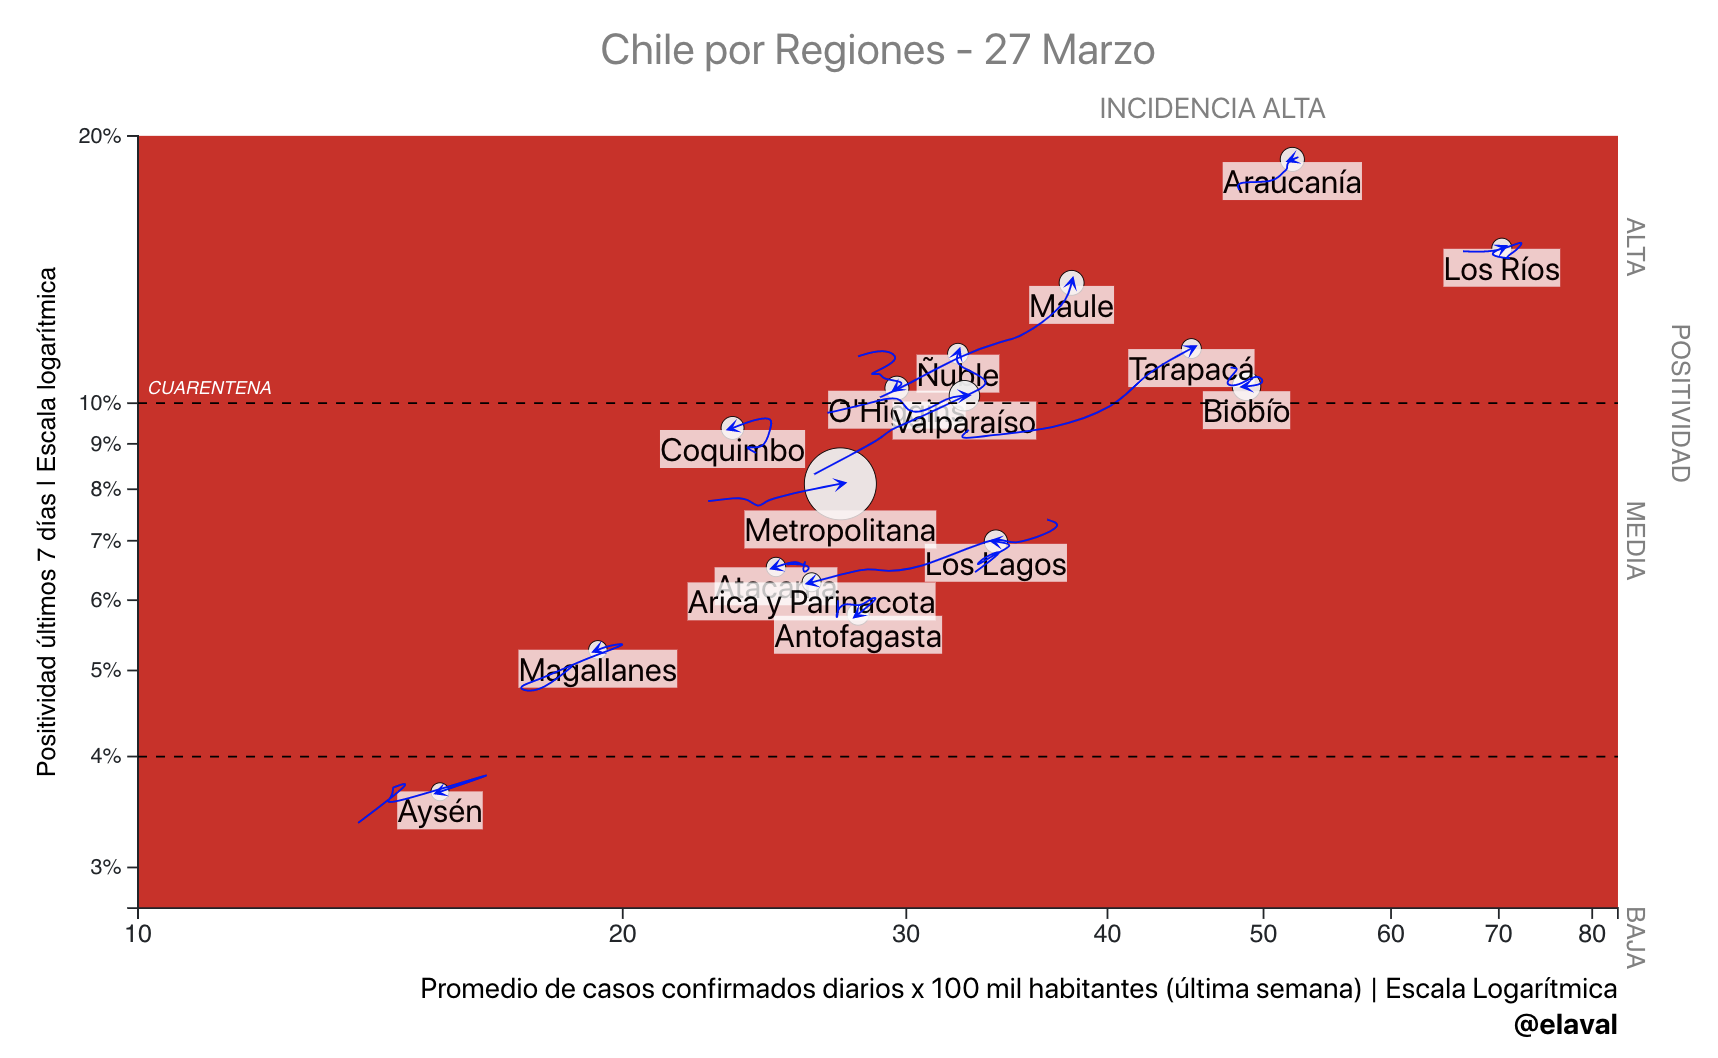 Chile por Regiones - 27 Marzo
INCIDENCIA ALTA
20%
10%
9%
8%
7%
6%
5%
4%
3%
Positividad últimos 7 días | Escala logarítmica
CUARENTENA
Araucanía
Los Ríos
Maule
Ñuble
Tarapacá
O'Higgins
Valparaíso
Biobío
Coquimbo
Metropolitana
Los Lagos
Atacama
Arica y Parinacota
Antofagasta
Magallanes
Aysén
ALTA
MEDIA
BAJA
POSITIVIDAD
10 20 30 40 50 60 70 80
Promedio de casos confirmados diarios x 100 mil habitantes (última semana) | Escala Logarítmica
@elaval